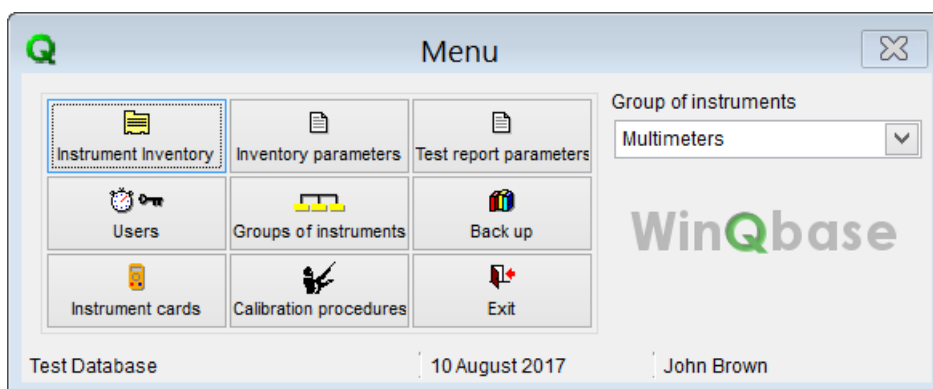 Menu
Group of instruments
Instrument Inventory
Inventory parameters
Test report parameters
Multimeters
Users
Groups of instruments
Back up
WinQbase
Instrument cards
Calibration procedures
Exit
Test Database
10 August 2017
John Brown